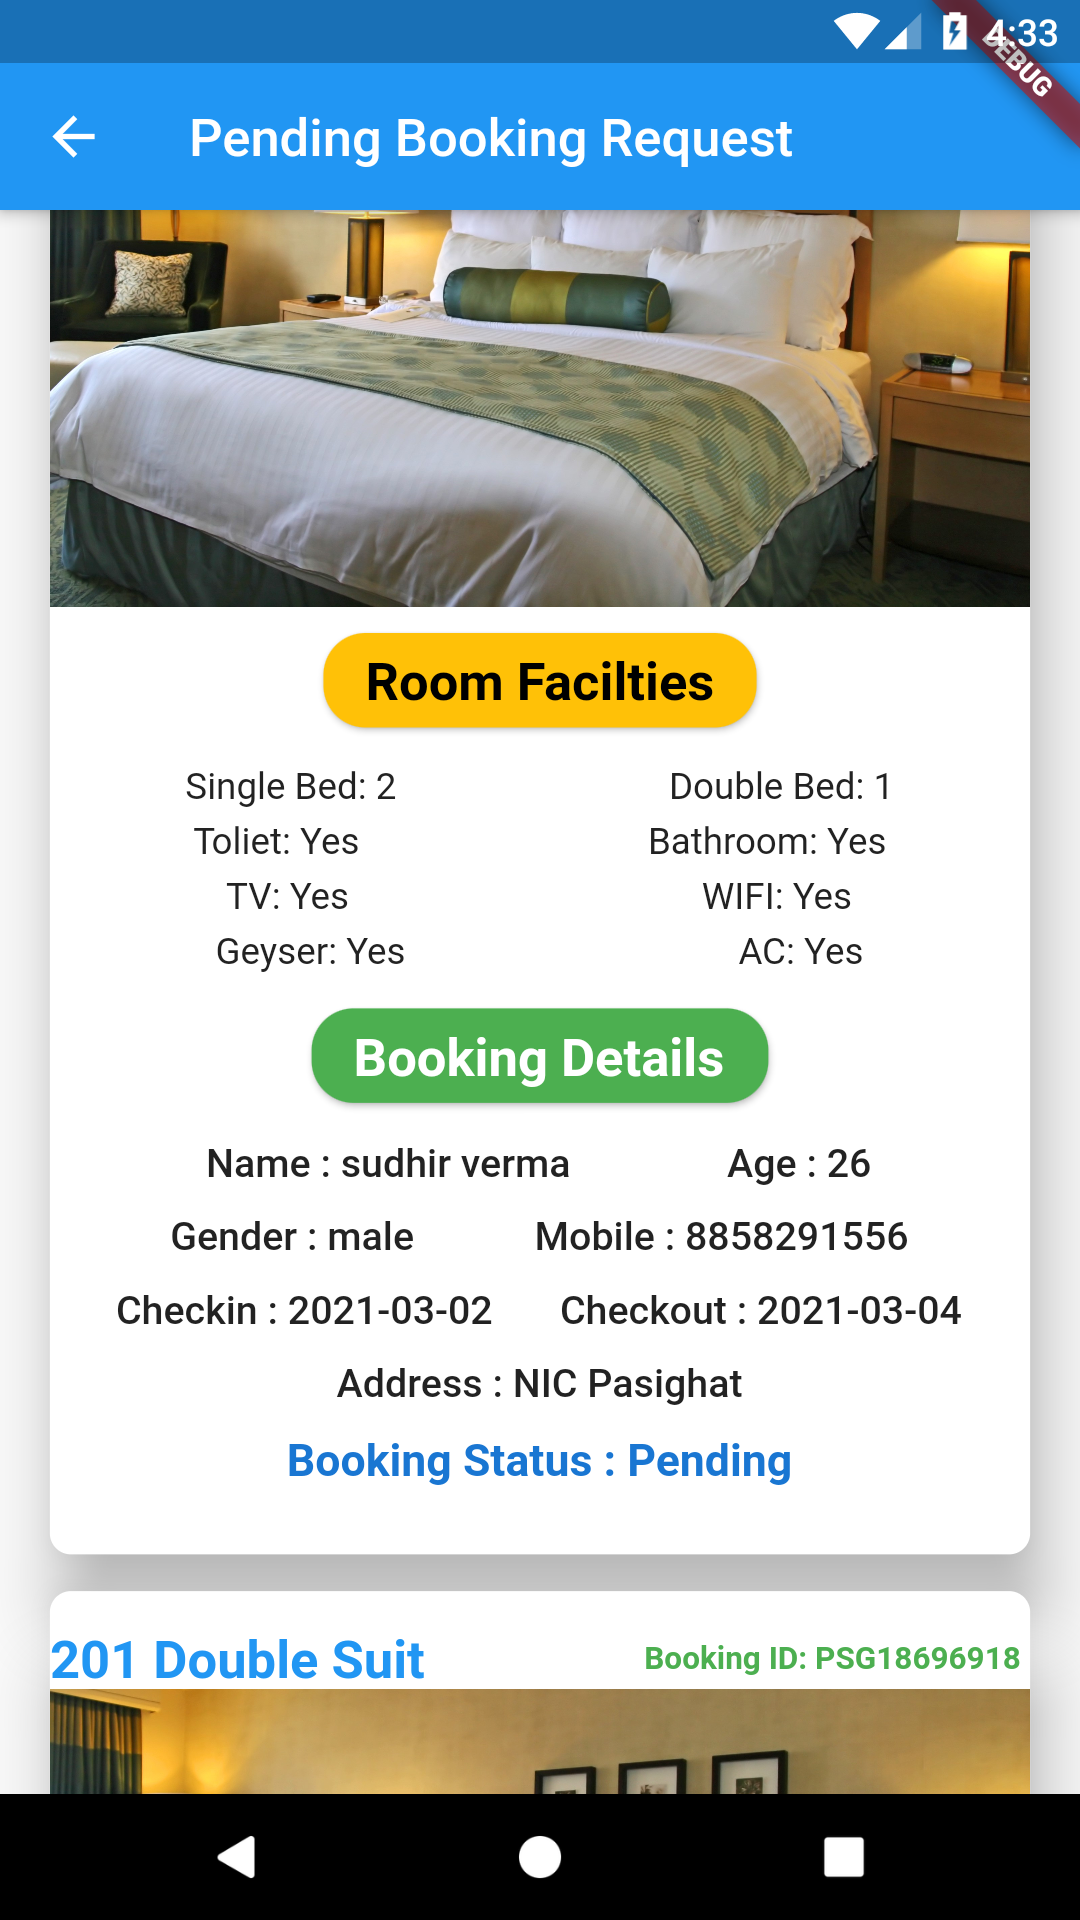 4:33
DEBUG
Pending Booking Request
Room Facilties
Single Bed: 2 Double Bed: 1
Toliet: Yes Bathroom: Yes
TV: Yes WIFI: Yes
Geyser: Yes AC: Yes
Booking Details
Name : sudhir verma Age : 26
Gender : male Mobile : 8858291556
Checkin : 2021-03-02 Checkout : 2021-03-04
Address : NIC Pasighat
Booking Status : Pending
201 Double Suit Booking ID: PSG18696918